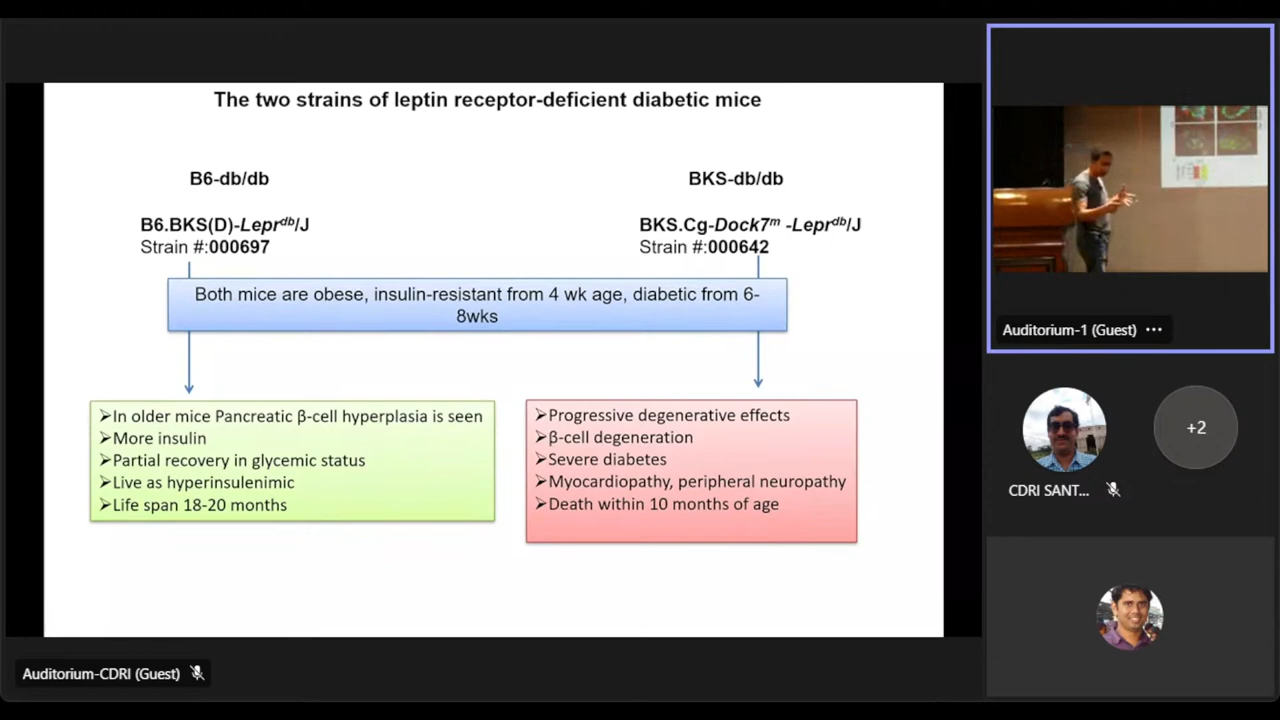 The two strains of leptin receptor-deficient diabetic mice
B6-db/db
B6.BKS(D)-Lepr^db/J
Strain #:000697
BKS-db/db
BKS.Cg-Dock7^m -Lepr^db/J
Strain #:000642
Both mice are obese, insulin-resistant from 4 wk age, diabetic from 6-
8wks
➢In older mice Pancreatic β-cell hyperplasia is seen
➢More insulin
➢Partial recovery in glycemic status
➢Live as hyperinsulenimic
➢Life span 18-20 months
➢Progressive degenerative effects
➢β-cell degeneration
➢Severe diabetes
➢Myocardiopathy, peripheral neuropathy
➢Death within 10 months of age
Auditorium-1 (Guest) •••
+2
CDRI SANT...
Auditorium-CDRI (Guest)